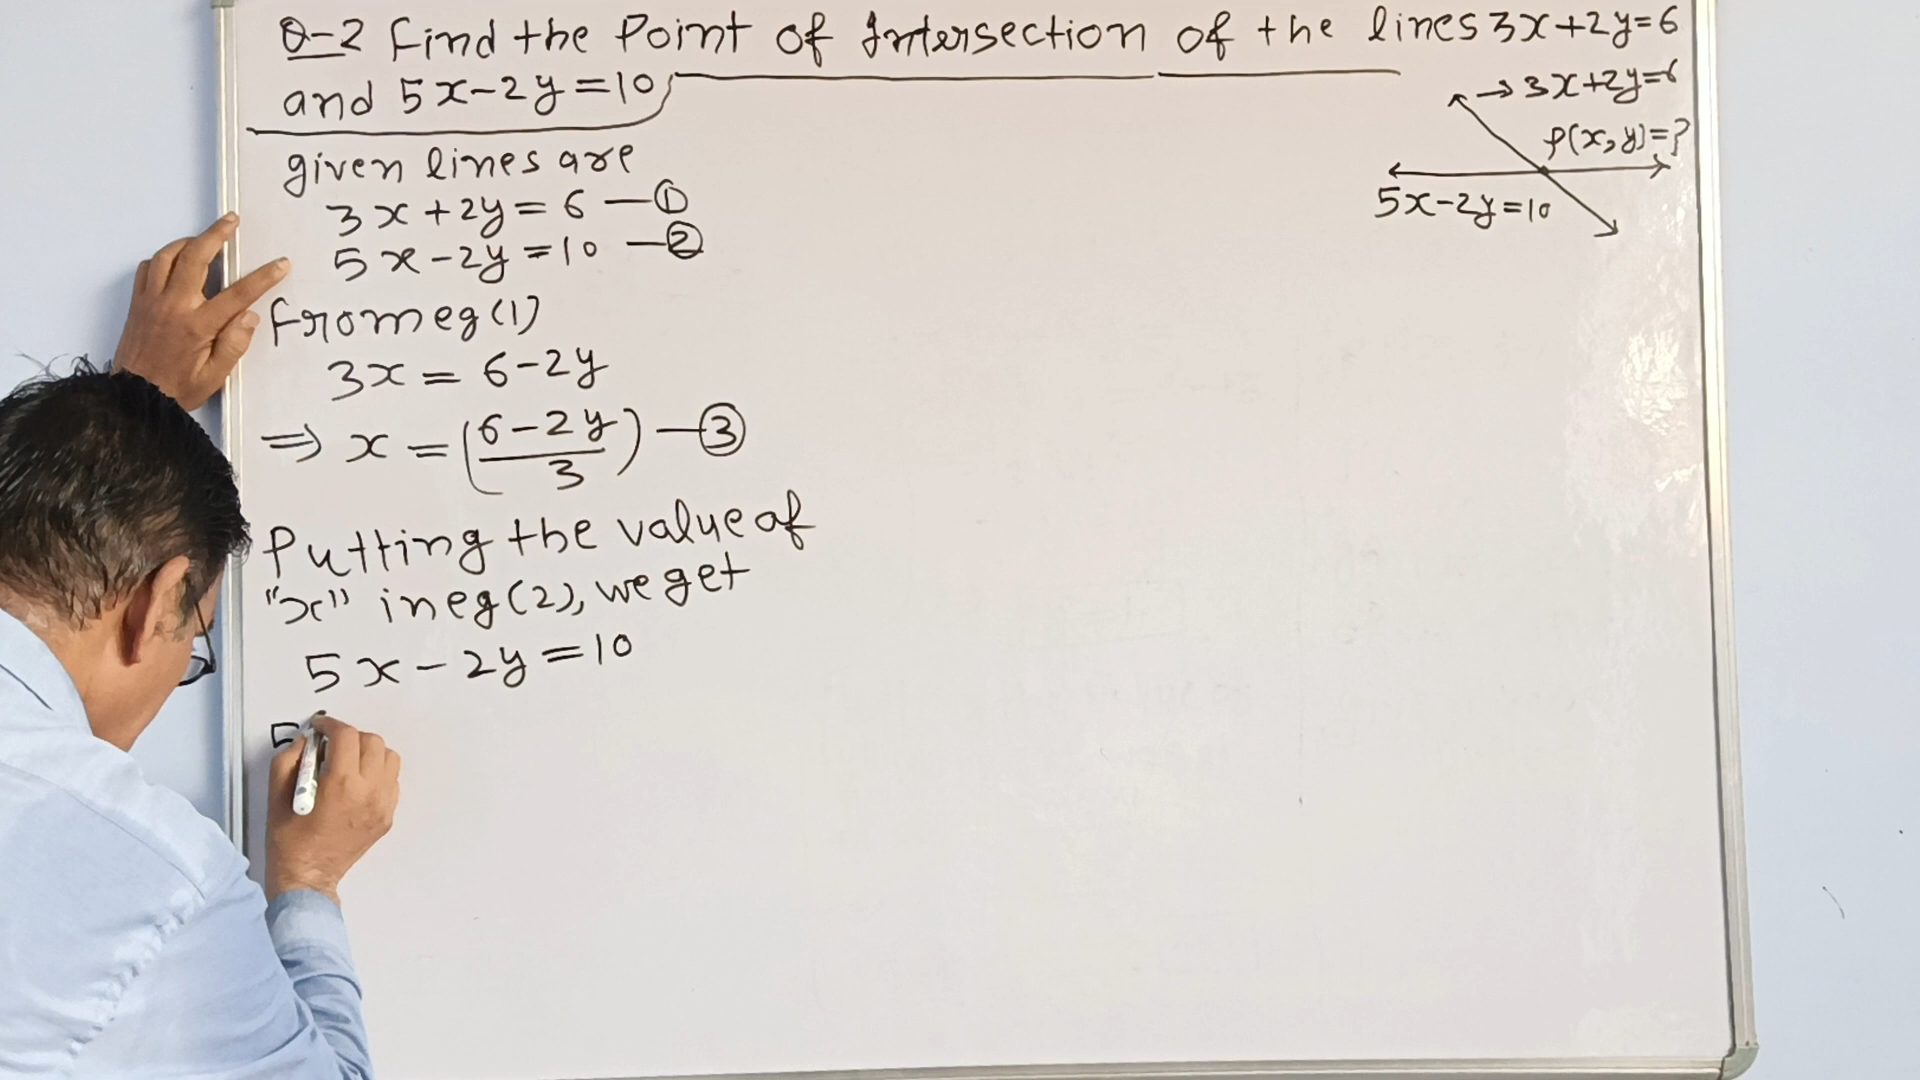 Q-2 Find the Point of Intersection of the lines 3x+2y=6
and 5x-2y=10
→ 3x+2y=6
P(x,y)=?
5x-2y=10
given lines are
3x+2y=6 —①
5x-2y=10 —②
From eq(1)
3x = 6-2y
⇒ x = (6-2y/3) —③
Putting the value of
"x" in eq(2), we get
5x-2y=10
5